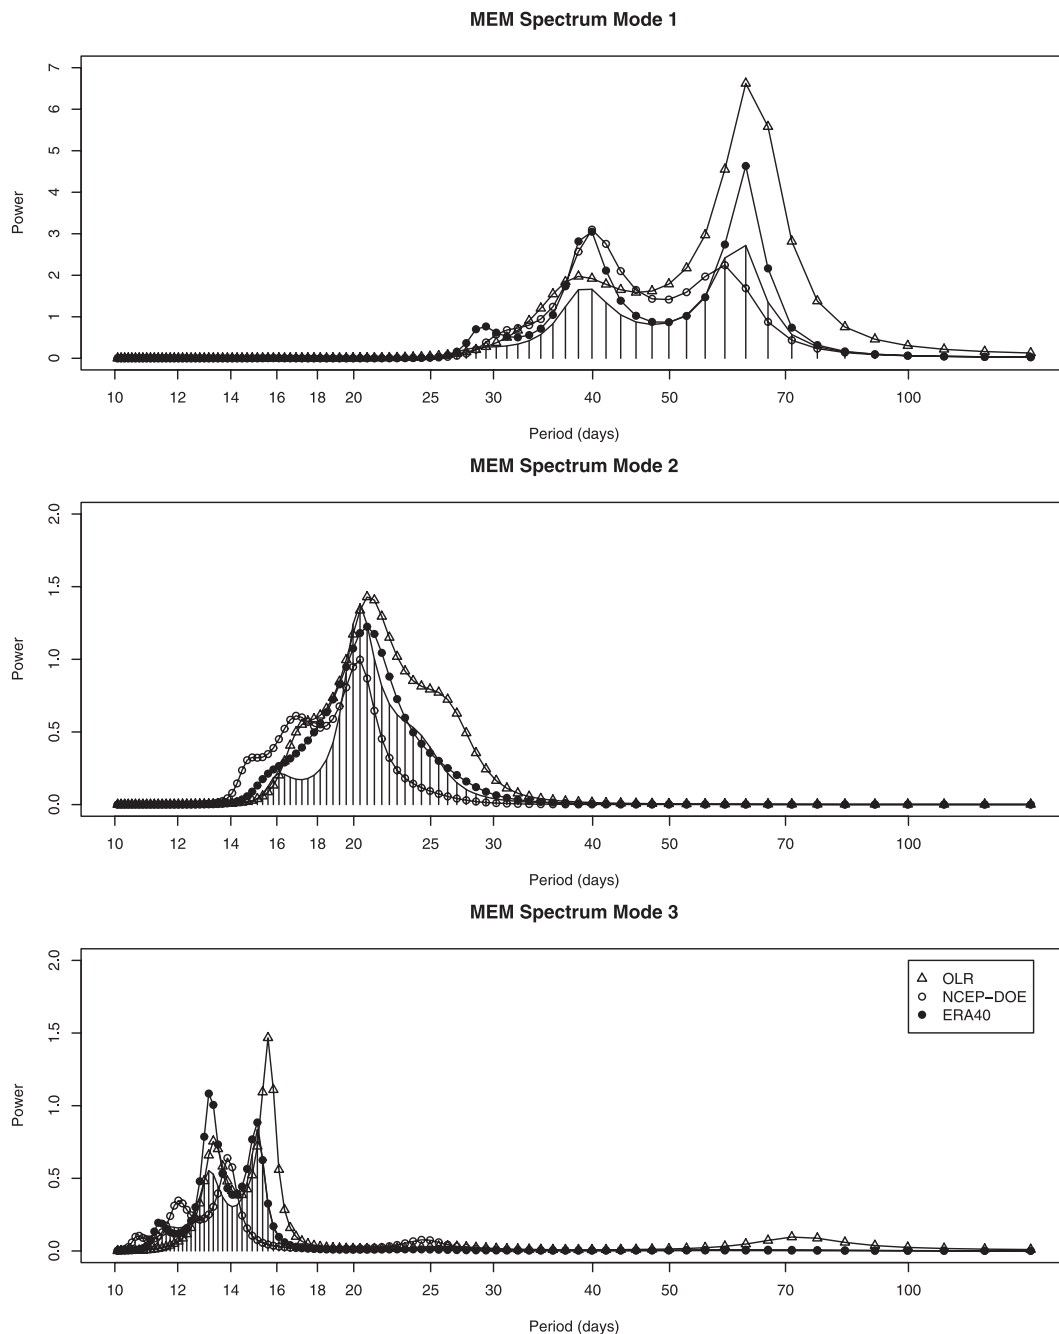 MEM Spectrum Mode 1
7
6
5
4
3
2
1
0
Power
10 12 14 16 18 20 25 30 40 50 70 100
Period (days)
MEM Spectrum Mode 2
2.0
1.5
1.0
0.5
0.0
Power
10 12 14 16 18 20 25 30 40 50 70 100
Period (days)
MEM Spectrum Mode 3
2.0
1.5
1.0
0.5
0.0
Power
OLR
NCEP-DOE
ERA40
10 12 14 16 18 20 25 30 40 50 70 100
Period (days)